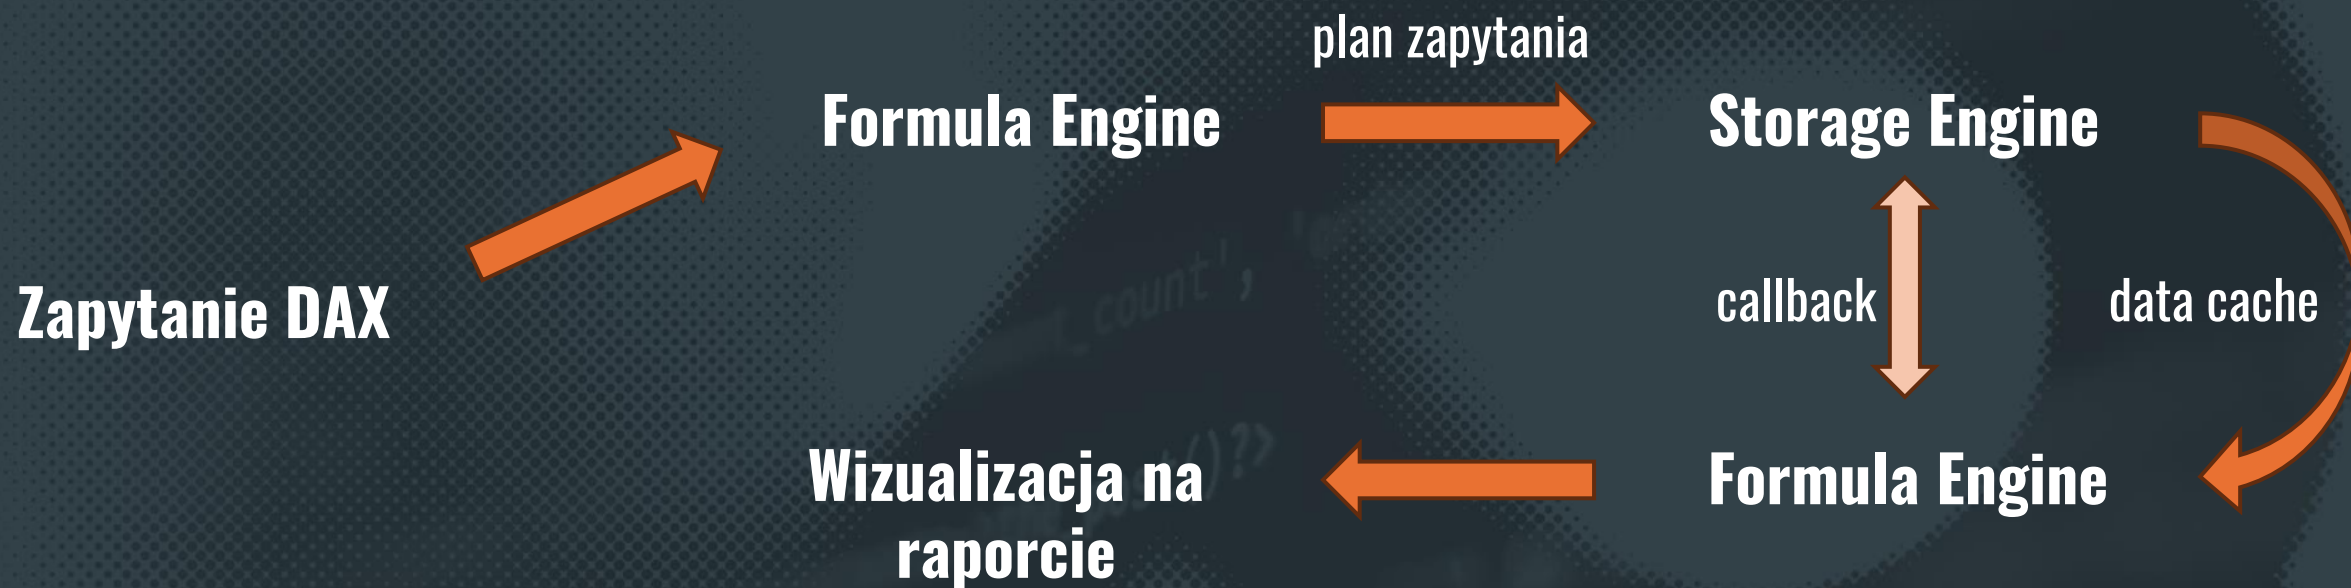 plan zapytania
Formula Engine
Storage Engine
Zapytanie DAX
callback
data cache
Wizualizacja na
raporcie
Formula Engine